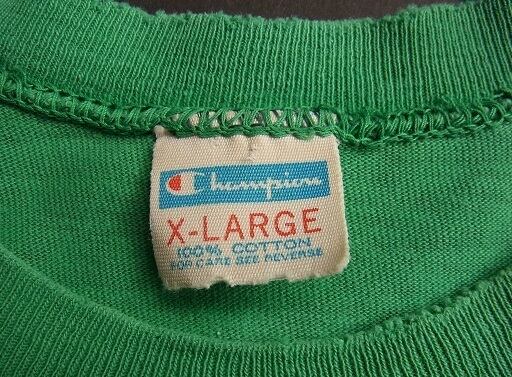 Champion
X-LARGE
100% COTTON
FOR CARE SEE REVERSE